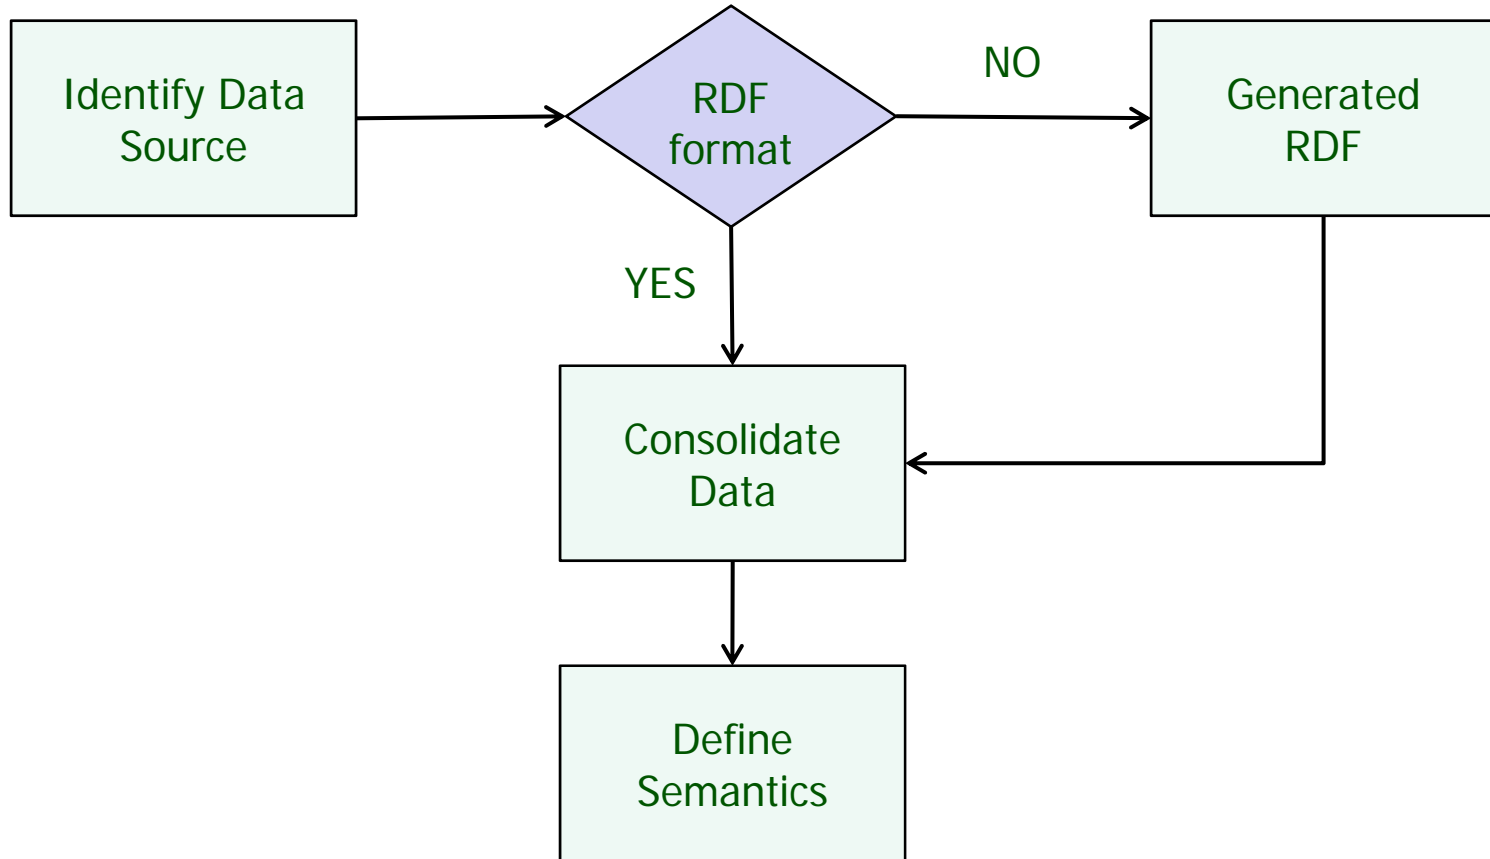 Identify Data
Source
RDF
format
NO
Generated
RDF
YES
Consolidate
Data
Define
Semantics